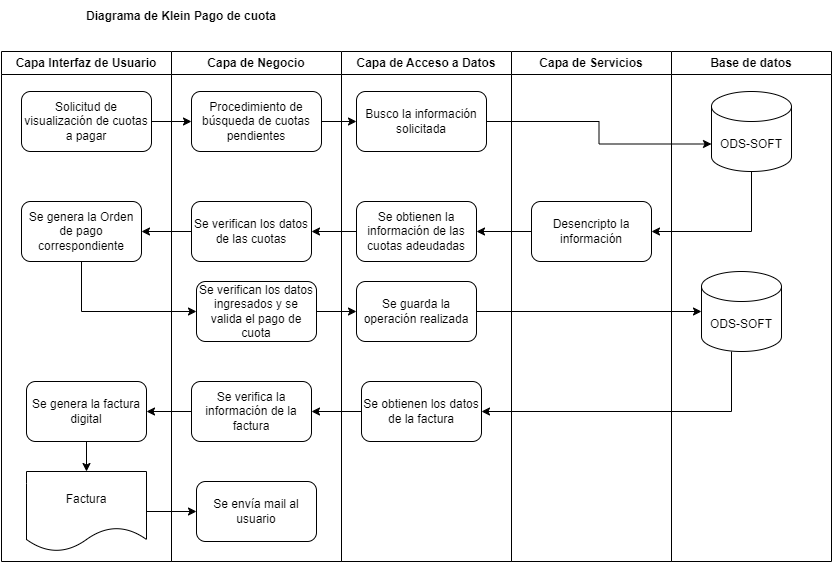 Diagrama de Klein Pago de cuota
Capa Interfaz de Usuario
Capa de Negocio
Capa de Acceso a Datos
Capa de Servicios
Base de datos
Solicitud de
visualización de cuotas
a pagar
Procedimiento de
búsqueda de cuotas
pendientes
Busco la información
solicitada
ODS-SOFT
Se genera la Orden
de pago
correspondiente
Se verifican los datos
de las cuotas
Se obtienen la
información de las
cuotas adeudadas
Desencripto la
información
Se verifican los datos
ingresados y se
valida el pago de
cuota
Se guarda la
operación realizada
ODS-SOFT
Se genera la factura
digital
Se verifica la
información de la
factura
Se obtienen los datos
de la factura
Factura
Se envía mail al
usuario